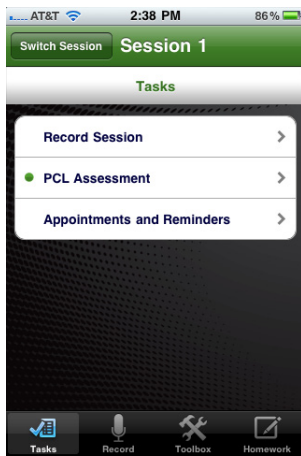 AT&T 2:38 PM 86%
Switch Session Session 1
Tasks
Record Session
PCL Assessment
Appointments and Reminders
Tasks Record Toolbox Homework